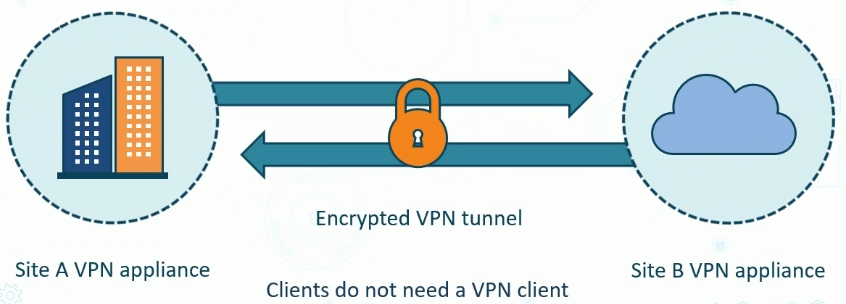 Encrypted VPN tunnel
Site A VPN appliance
Site B VPN appliance
Clients do not need a VPN client